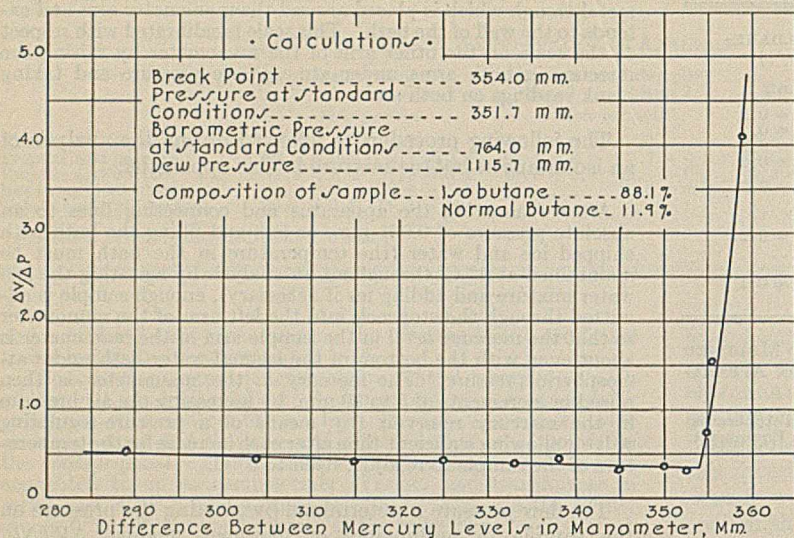 5.0
4.0
3.0
2.0
1.0
0
ΔV/ΔP
· Calculations ·
Break Point 354.0 mm.
Pressure at Standard
Conditions 351.7 mm.
Barometric Pressure
at Standard Conditions 764.0 mm.
Dew Pressure 1115.7 mm.
Composition of Sample Isobutane 88.1%
Normal Butane 11.9%
280 290 300 310 320 330 340 350 360
Difference Between Mercury Levels in Manometer, Mm.